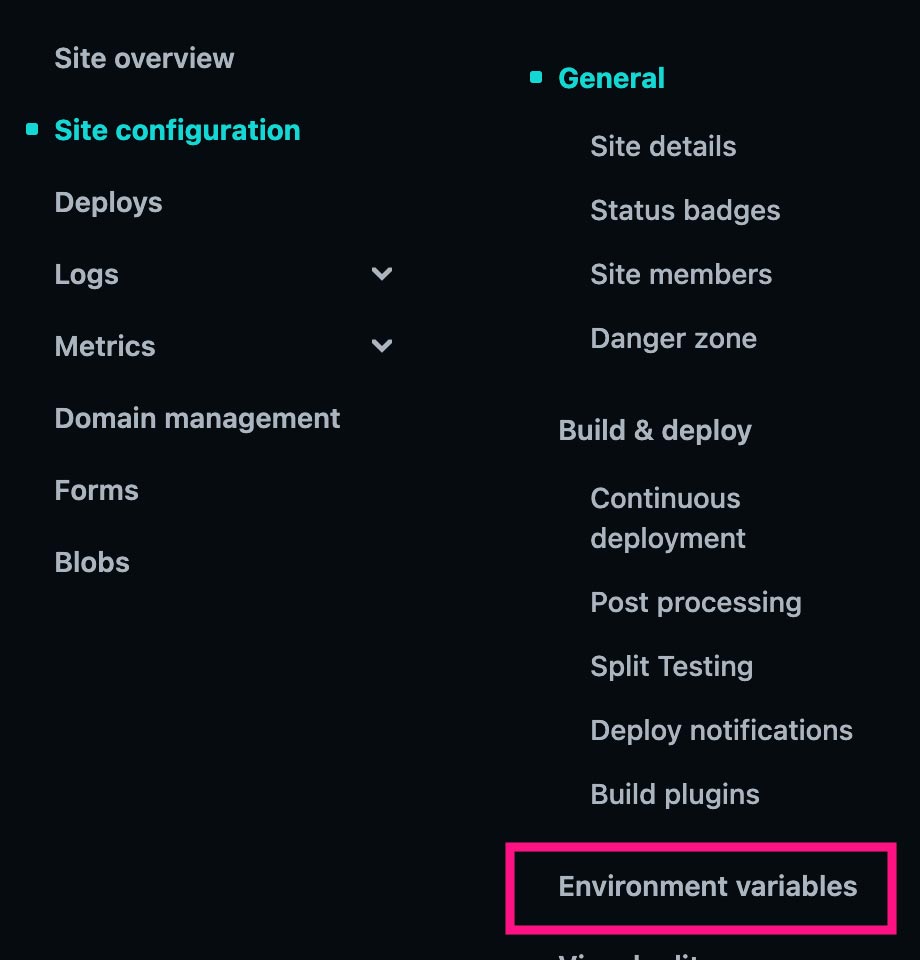 Site overview
Site configuration
Deploys
Logs
Metrics
Domain management
Forms
Blobs
General
Site details
Status badges
Site members
Danger zone
Build & deploy
Continuous
deployment
Post processing
Split Testing
Deploy notifications
Build plugins
Environment variables